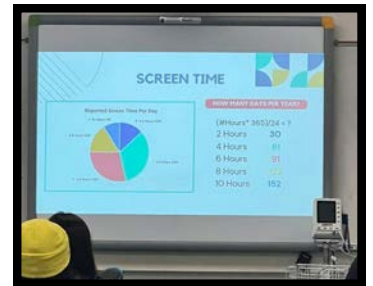 SCREEN TIME
Reported Screen Time Per Day
HOW MANY DAYS PER YEAR?
(#Hours* 365)/24 = ?
2 Hours 30
4 Hours 61
6 Hours 91
8 Hours
10 Hours 152